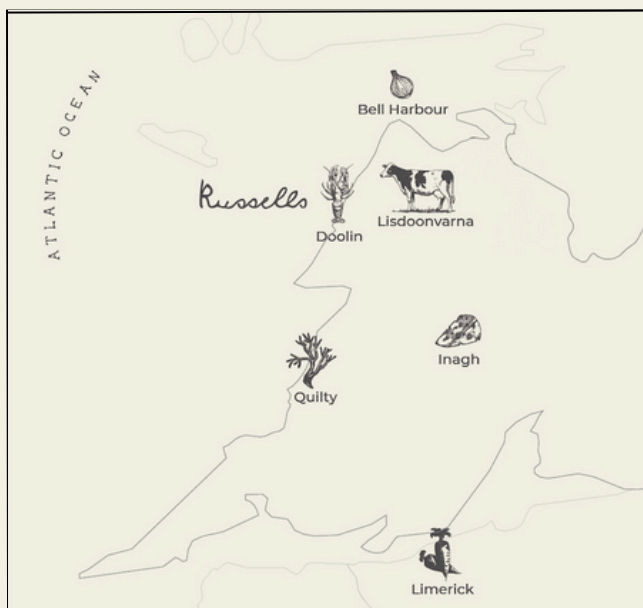 ATLANTIC OCEAN
Bell Harbour
Russells
Doolin
Lisdoonvarna
Inagh
Quilty
Limerick